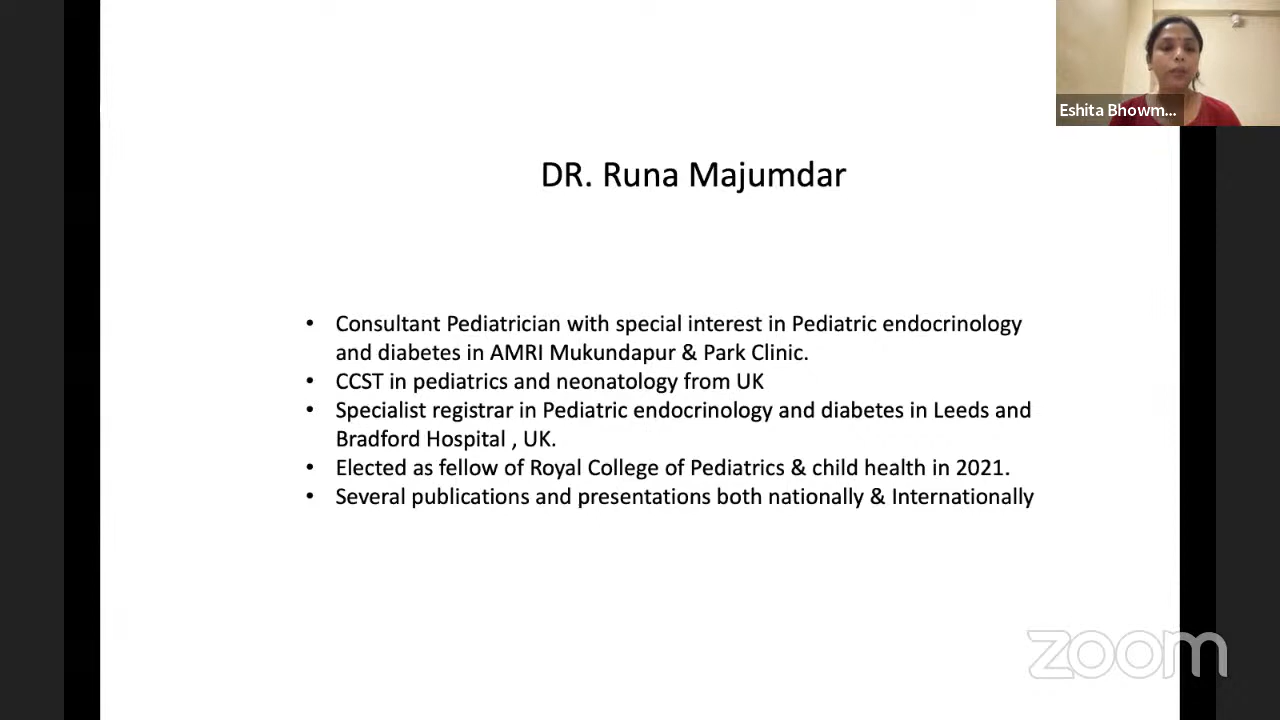 Eshita Bhowm...
DR. Runa Majumdar
• Consultant Pediatrician with special interest in Pediatric endocrinology
and diabetes in AMRI Mukundapur & Park Clinic.
• CCST in pediatrics and neonatology from UK
• Specialist registrar in Pediatric endocrinology and diabetes in Leeds and
Bradford Hospital , UK.
• Elected as fellow of Royal College of Pediatrics & child health in 2021.
• Several publications and presentations both nationally & Internationally
zoom